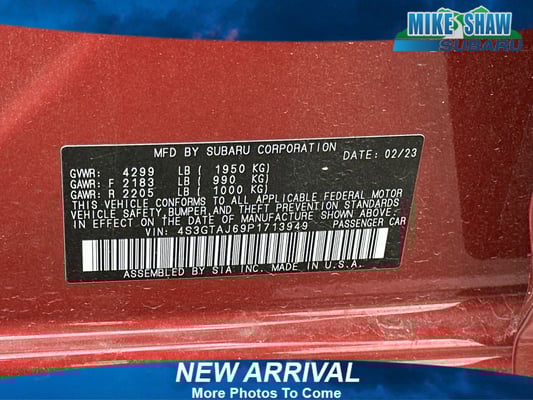 MIKE SHAW
SUBARU
MFD BY SUBARU CORPORATION
DATE: 02/23
GVWR: 4299 LB ( 1950 KG)
GAWR: F 2183 LB ( 990 KG)
GAWR: R 2205 LB ( 1000 KG)
THIS VEHICLE CONFORMS TO ALL APPLICABLE FEDERAL MOTOR
VEHICLE SAFETY, BUMPER AND THEFT PREVENTION STANDARDS
IN EFFECT ON THE DATE OF MANUFACTURE SHOWN ABOVE.
VIN: 4S3GTAJ69P1713949 PASSENGER CAR
ASSEMBLED BY SIA INC. MADE IN U.S.A.
NEW ARRIVAL
More Photos To Come